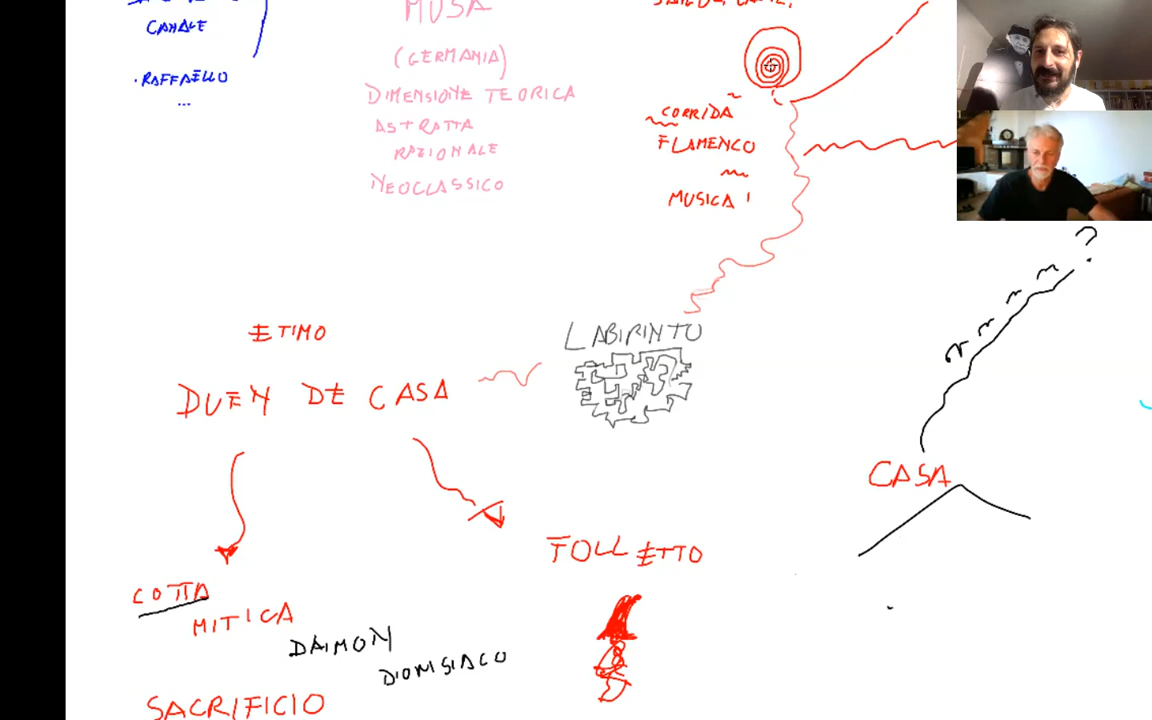 CANALE
· RAFFAELLO
...
MUSA
(GERMANIA)
DIMENSIONE TEORICA
ASTRATTA
RAZIONALE
NEOCLASSICO
CORRIDA
FLAMENCO
MUSICA
?
ETIMO
DUEN DE CASA
LABIRINTO
CASA
FOLLETTO
MITICA
DAIMON
DIONISIACO
SACRIFICIO